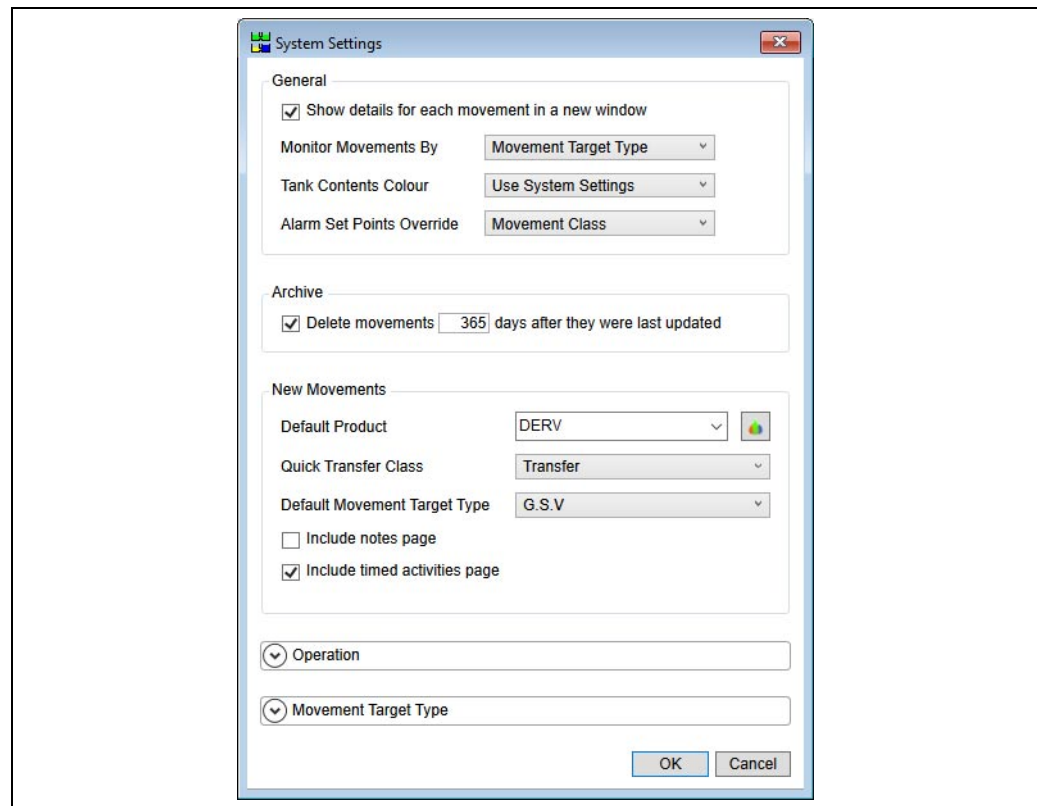 System Settings
General
Show details for each movement in a new window
Monitor Movements By Movement Target Type
Tank Contents Colour Use System Settings
Alarm Set Points Override Movement Class
Archive
Delete movements 365 days after they were last updated
New Movements
Default Product DERV
Quick Transfer Class Transfer
Default Movement Target Type G.S.V
Include notes page
Include timed activities page
Operation
Movement Target Type
OK Cancel